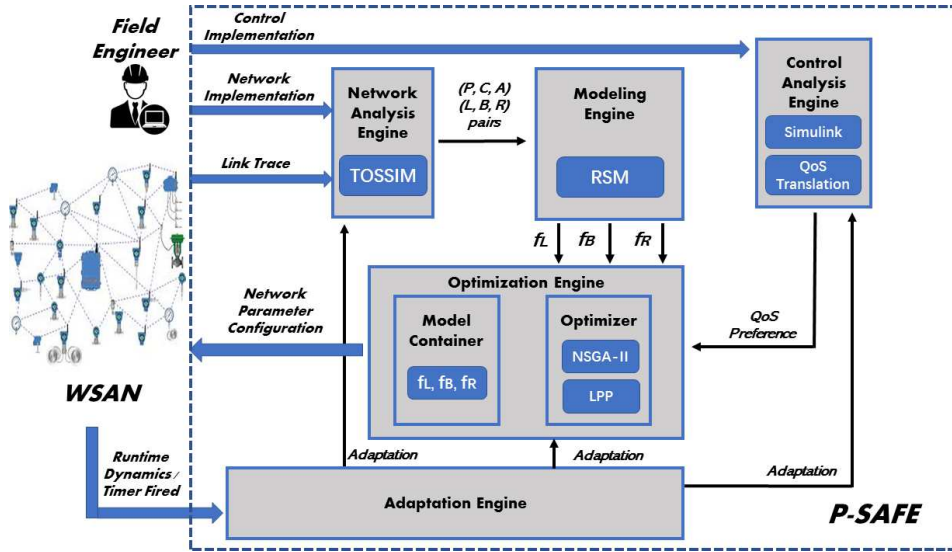 Field
Engineer
Control
Implementation
Network
Implementation
Link Trace
Network
Analysis
Engine
TOSSIM
(P, C, A)
(L, B, R)
pairs
Modeling
Engine
RSM
Control
Analysis
Engine
Simulink
QoS
Translation
fL
fB
fR
Optimization Engine
Model
Container
fL, fB, fR
Optimizer
NSGA-II
LPP
QoS
Preference
Network
Parameter
Configuration
WSAN
Runtime
Dynamics /
Timer Fired
Adaptation
Adaptation
Adaptation
Adaptation Engine
P-SAFE